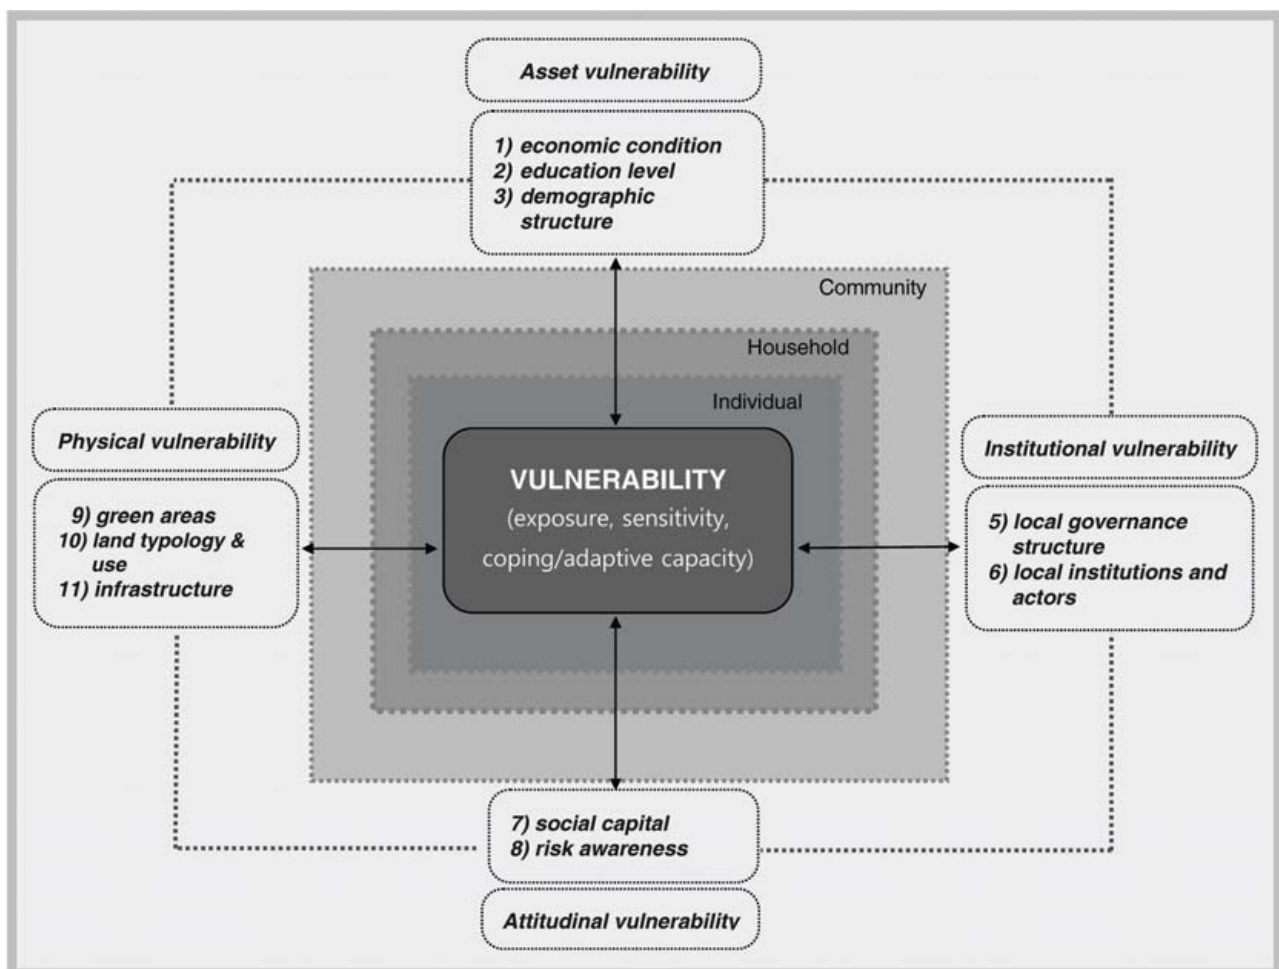 Asset vulnerability
1) economic condition
2) education level
3) demographic
structure
Community
Household
Individual
Physical vulnerability
9) green areas
10) land typology &
use
11) infrastructure
VULNERABILITY
(exposure, sensitivity,
coping/adaptive capacity)
Institutional vulnerability
5) local governance
structure
6) local institutions and
actors
7) social capital
8) risk awareness
Attitudinal vulnerability